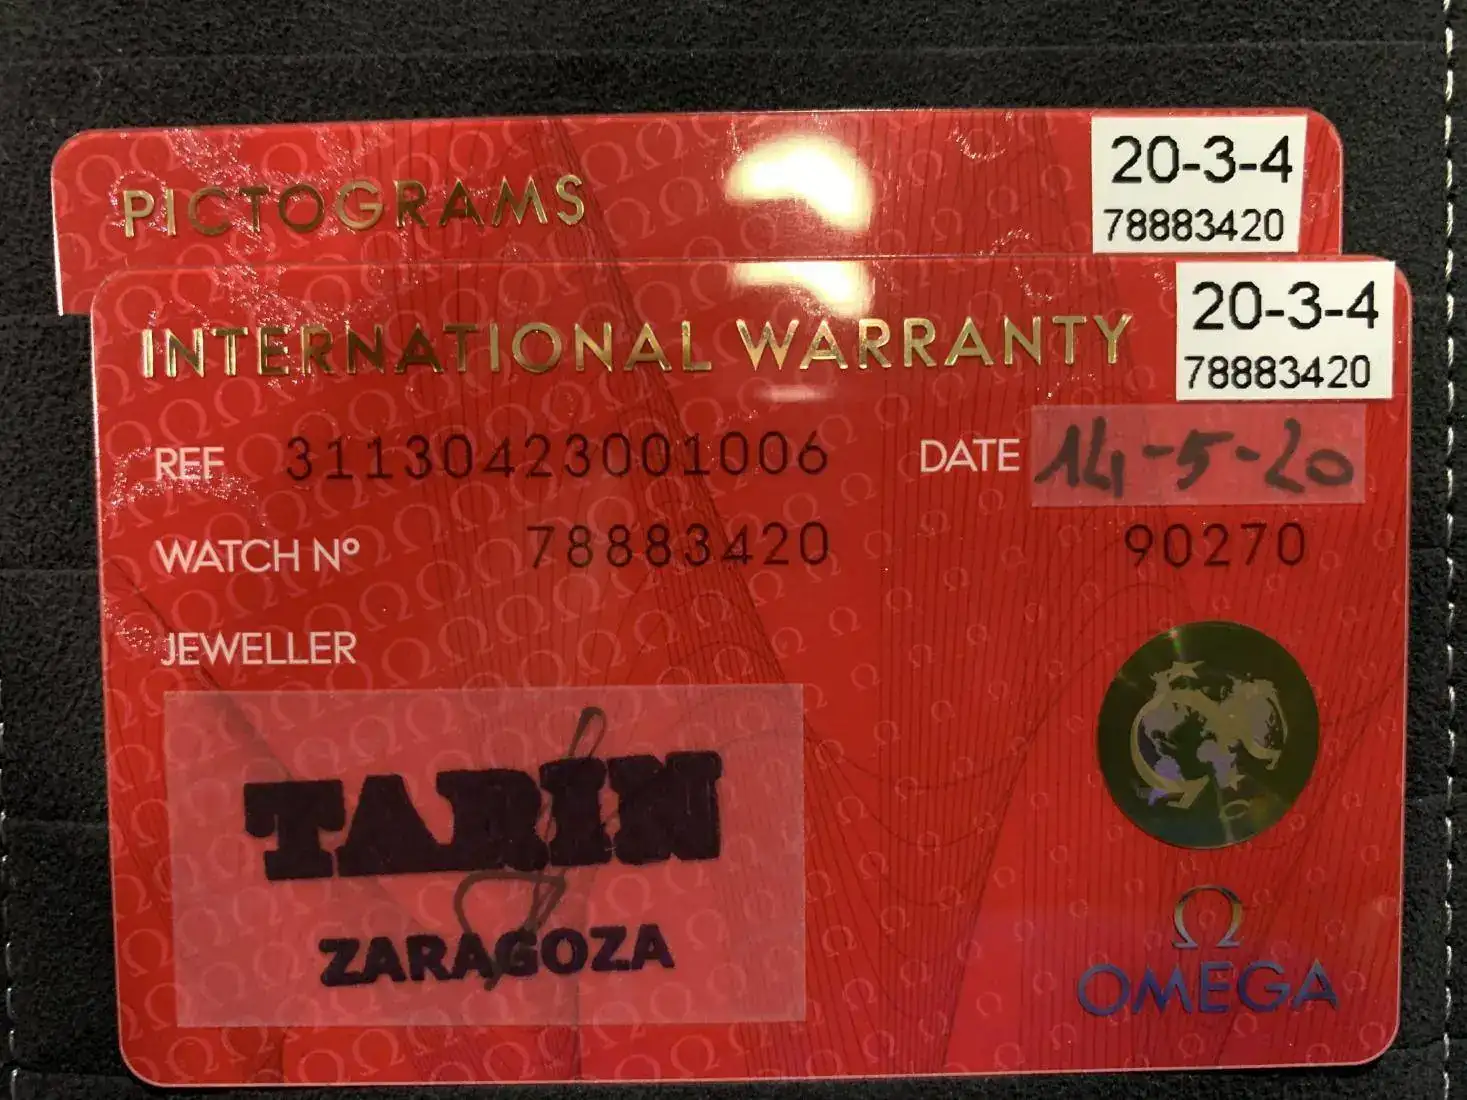 PICTOGRAMS
20-3-4
78883420
INTERNATIONAL WARRANTY
20-3-4
78883420
REF 31130423001006 DATE 14-5-20
WATCH Nº 78883420 90270
JEWELLER
TARIN
ZARAGOZA
Ω
OMEGA